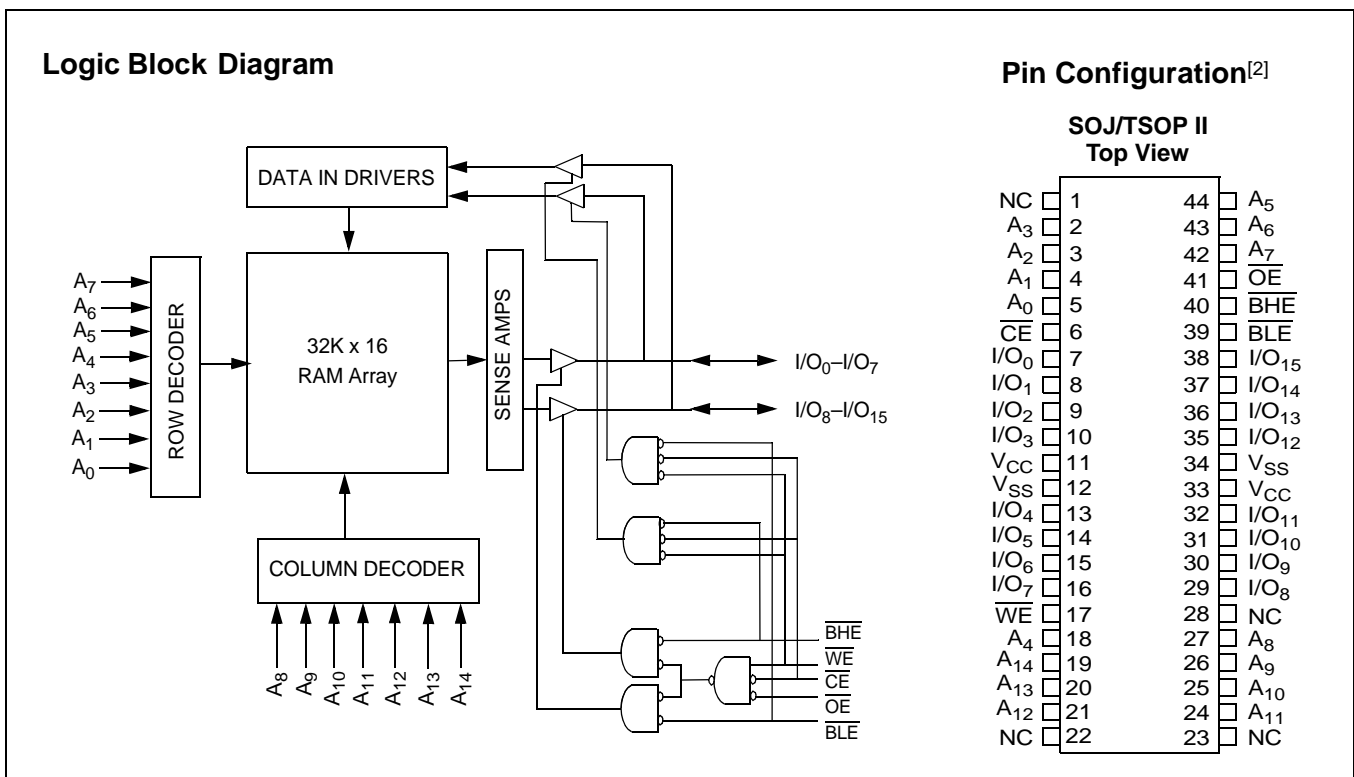 Logic Block Diagram
DATA IN DRIVERS
A7
A6
A5
A4
A3
A2
A1
A0
ROW DECODER
32K x 16
RAM Array
SENSE AMPS
I/O0–I/O7
I/O8–I/O15
COLUMN DECODER
A8
A9
A10
A11
A12
A13
A14
BHE
WE
CE
OE
BLE
Pin Configuration[2]
SOJ/TSOP II
Top View
NC 1 44 A5
A3 2 43 A6
A2 3 42 A7
A1 4 41 OE
A0 5 40 BHE
CE 6 39 BLE
I/O0 7 38 I/O15
I/O1 8 37 I/O14
I/O2 9 36 I/O13
I/O3 10 35 I/O12
VCC 11 34 VSS
VSS 12 33 VCC
I/O4 13 32 I/O11
I/O5 14 31 I/O10
I/O6 15 30 I/O9
I/O7 16 29 I/O8
WE 17 28 NC
A4 18 27 A8
A14 19 26 A9
A13 20 25 A10
A12 21 24 A11
NC 22 23 NC